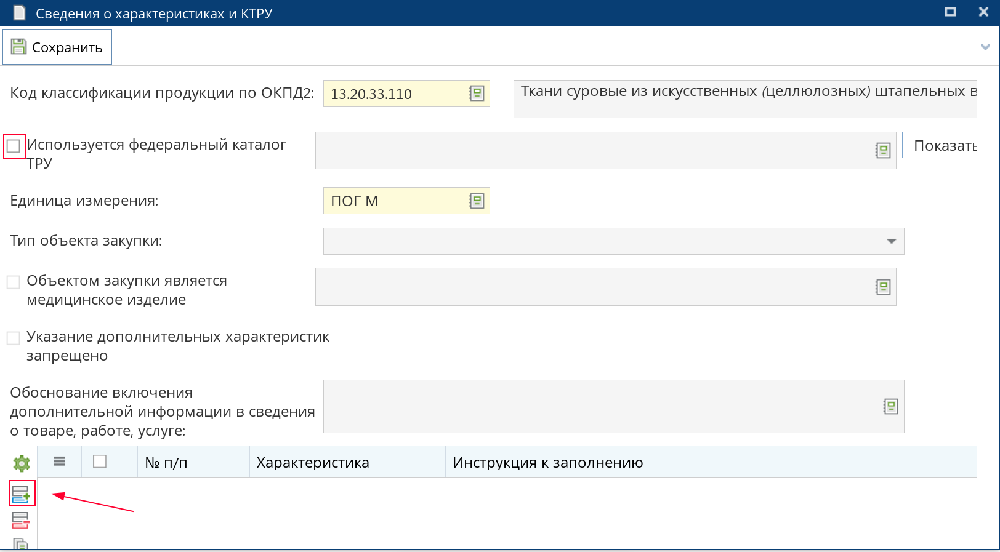 Сведения о характеристиках и КТРУ
Сохранить
Код классификации продукции по ОКПД2:
13.20.33.110
Ткани суровые из искусственных (целлюлозных) штапельных в
Используется федеральный каталог
ТРУ
Показать
Единица измерения:
ПОГ М
Тип объекта закупки:
Объектом закупки является
медицинское изделие
Указание дополнительных характеристик
запрещено
Обоснование включения
дополнительной информации в сведения
о товаре, работе, услуге:
№ п/п
Характеристика
Инструкция к заполнению